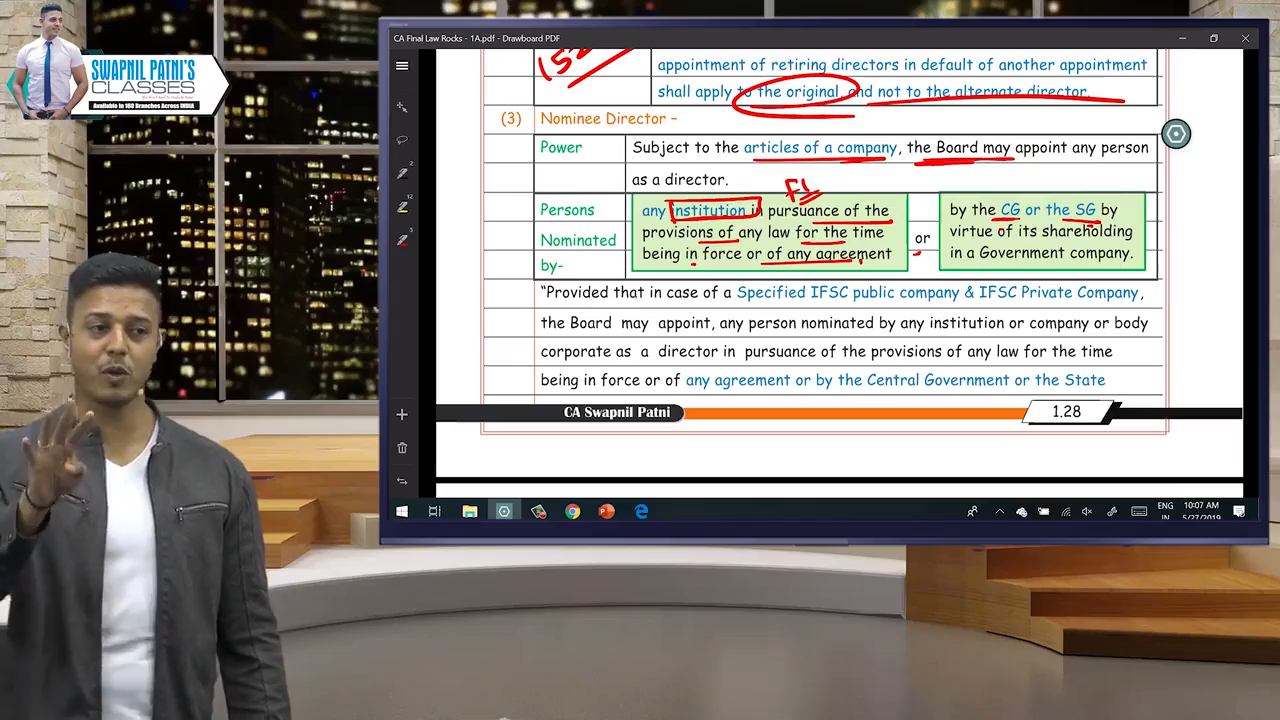 SWAPNIL PATNI'S
CLASSES
Available in 160 Branches Across INDIA
CA Final Law Rocks - 1A.pdf - Drawboard PDF
appointment of retiring directors in default of another appointment
shall apply to the original, and not to the alternate director.
(3) Nominee Director –
Power
Subject to the articles of a company, the Board may appoint any person
as a director.
FI
Persons
Nominated
by-
any institution in pursuance of the
provisions of any law for the time
being in force or of any agreement
or
by the CG or the SG by
virtue of its shareholding
in a Government company.
“Provided that in case of a Specified IFSC public company & IFSC Private Company,
the Board may appoint, any person nominated by any institution or company or body
corporate as a director in pursuance of the provisions of any law for the time
being in force or of any agreement or by the Central Government or the State
CA Swapnil Patni
1.28
ENG
IN
10:07 AM
5/27/2019